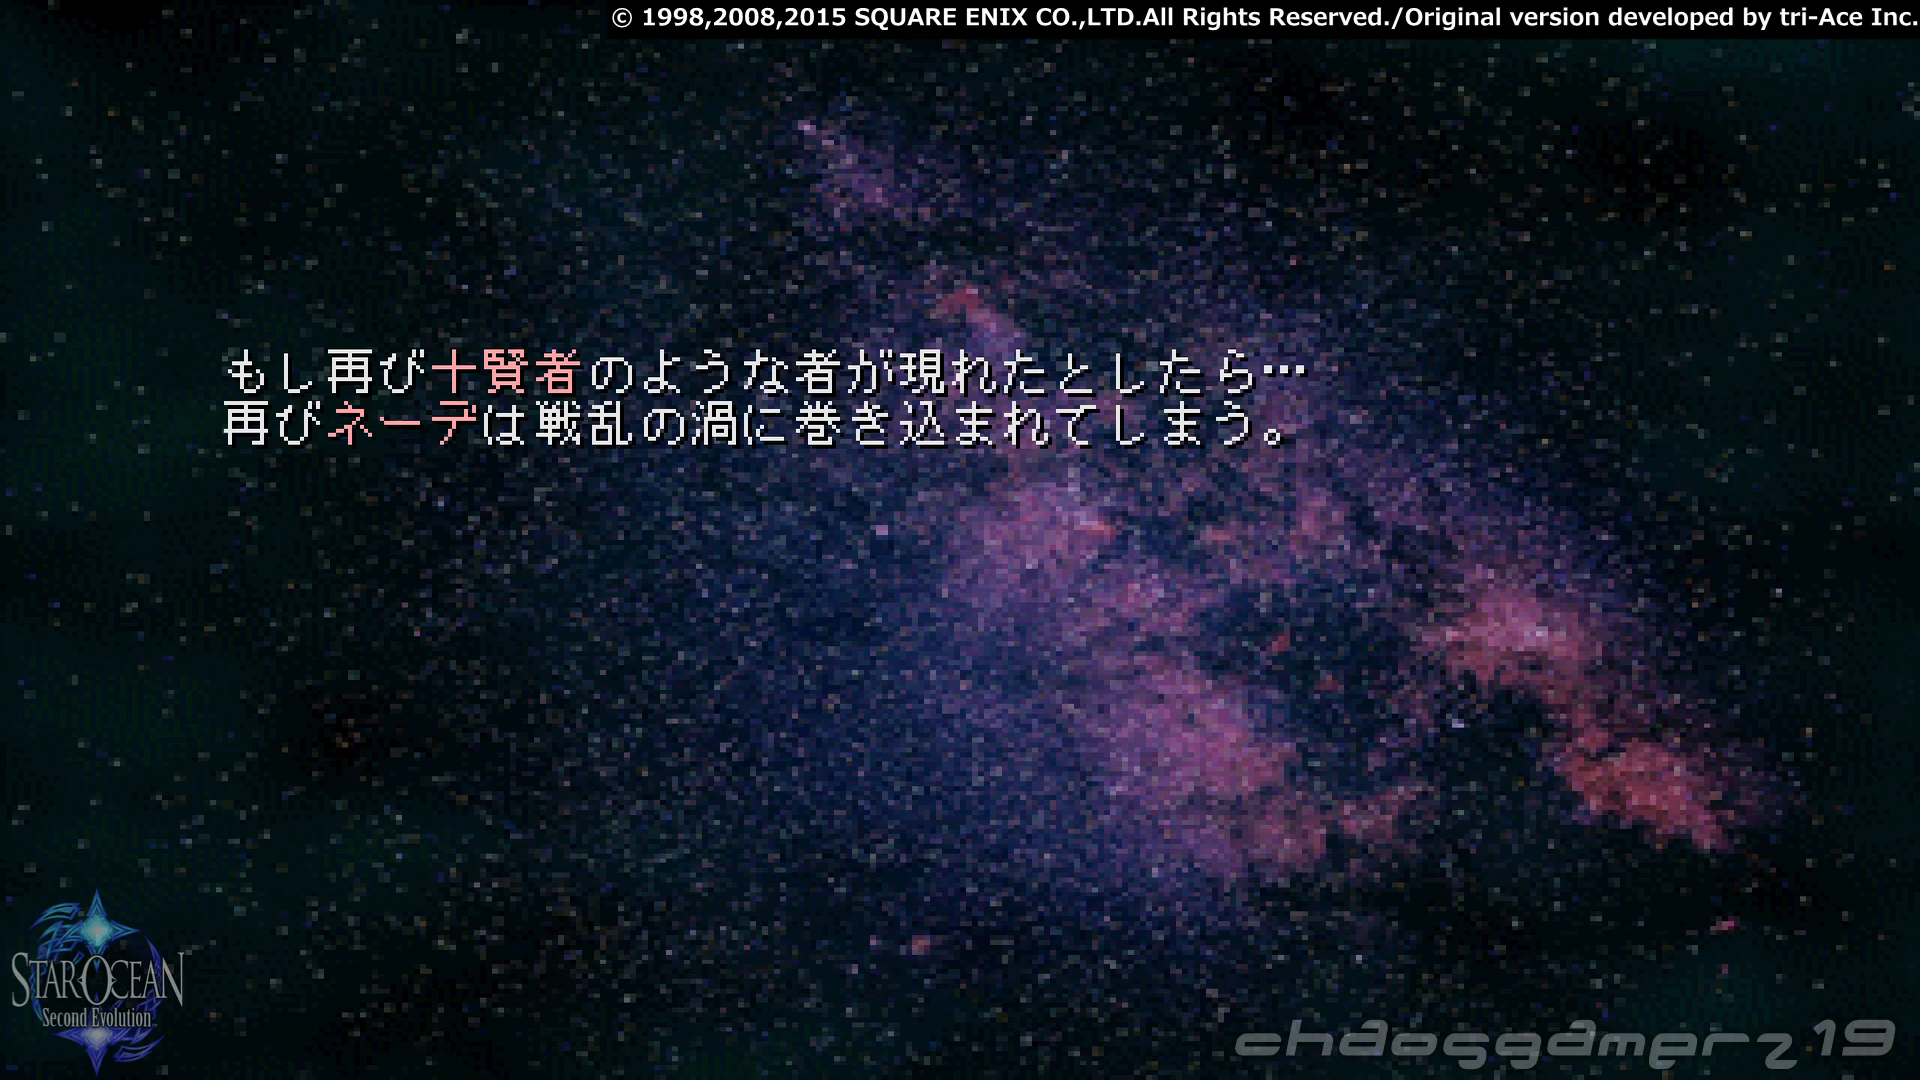 © 1998,2008,2015 SQUARE ENIX CO.,LTD.All Rights Reserved./Original version developed by tri-Ace Inc.
もし再び十賢者のような者が現れたとしたら…
再びネーデは戦乱の渦に巻き込まれてしまう。
STAR OCEAN
Second Evolution
chaosgamerz19